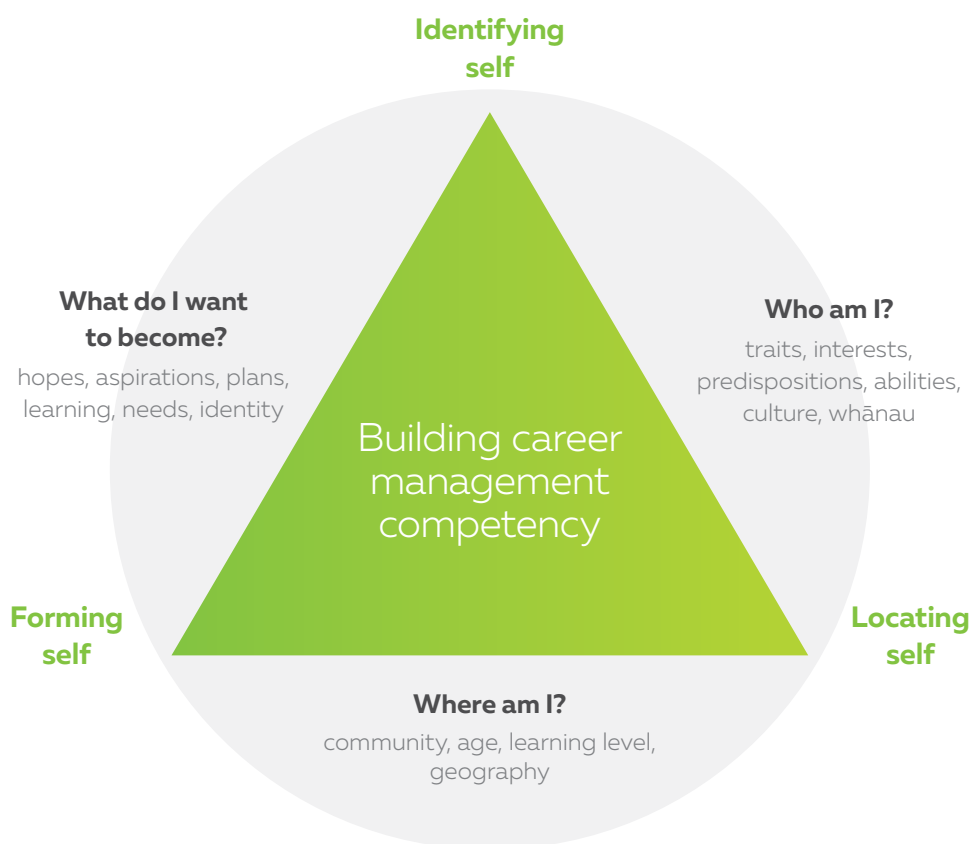 Identifying
self
What do I want
to become?
hopes, aspirations, plans,
learning, needs, identity
Who am I?
traits, interests,
predispositions, abilities,
culture, whānau
Building career
management
competency
Forming
self
Locating
self
Where am I?
community, age, learning level,
geography